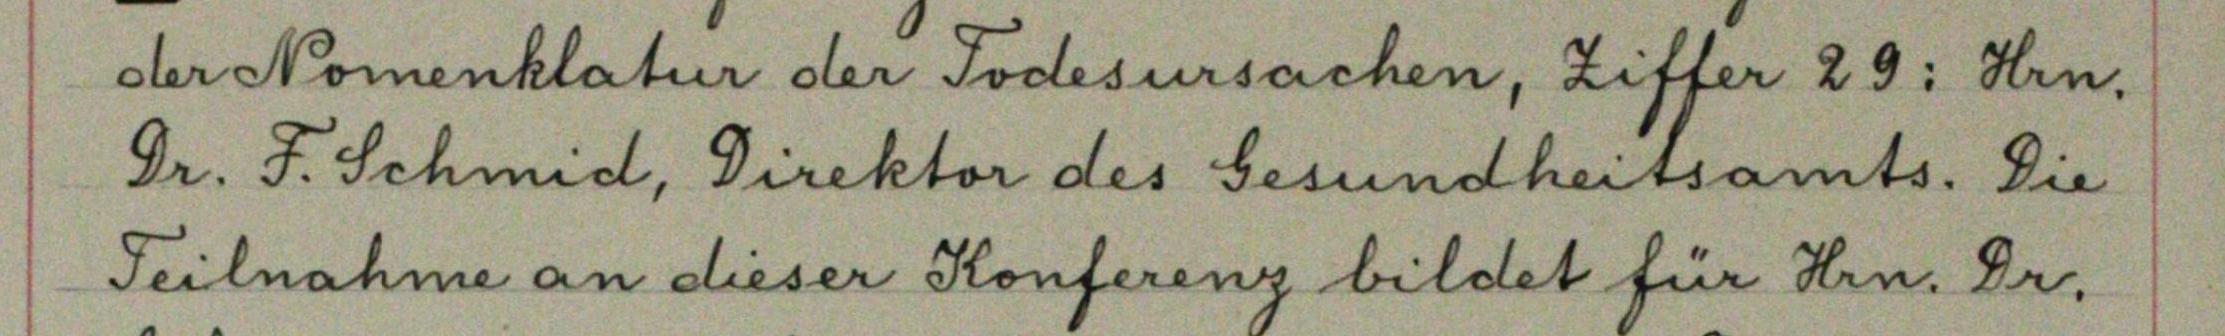 der Nomenklatur der Todesursachen, Ziffer 29: Hrn.
Dr. F. Schmid, Direktor des Gesundheitsamts. Die
Teilnahme an dieser Konferenz bildet für Hrn. Dr.